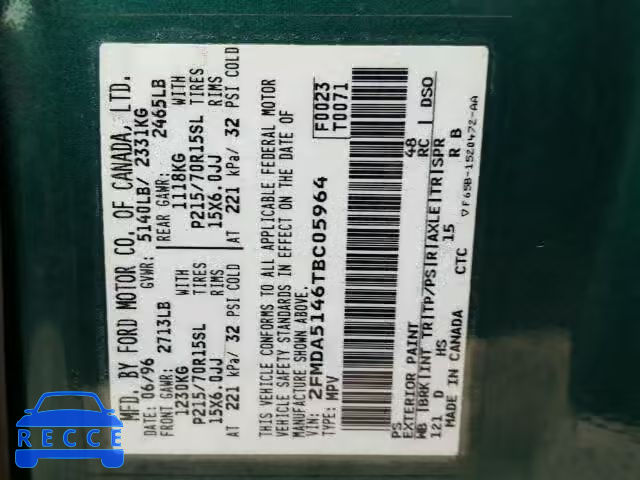 MFD. BY FORD MOTOR CO. OF CANADA, LTD.
DATE: 06/96 GVWR: 5140LB/ 2331KG
FRONT GAWR: 2713LB REAR GAWR: 2465LB
1230KG WITH 1118KG WITH
P215/70R15SL TIRES P215/70R15SL TIRES
15X6.0JJ RIMS 15X6.0JJ RIMS
AT 221 kPa/ 32 PSI COLD AT 221 kPa/ 32 PSI COLD
THIS VEHICLE CONFORMS TO ALL APPLICABLE FEDERAL MOTOR
VEHICLE SAFETY STANDARDS IN EFFECT ON THE DATE OF
MANUFACTURE SHOWN ABOVE.
VIN: 2FMDA5146TBC05964 F0023
TYPE: MPV T0071
PS 48
EXTERIOR PAINT RC DSO
WB BRK INT TR TP/PS R AXLE TR SPR
121 D HS 15 R B
MADE IN CANADA CTC
▽F65B-1520472-AA
RECCE